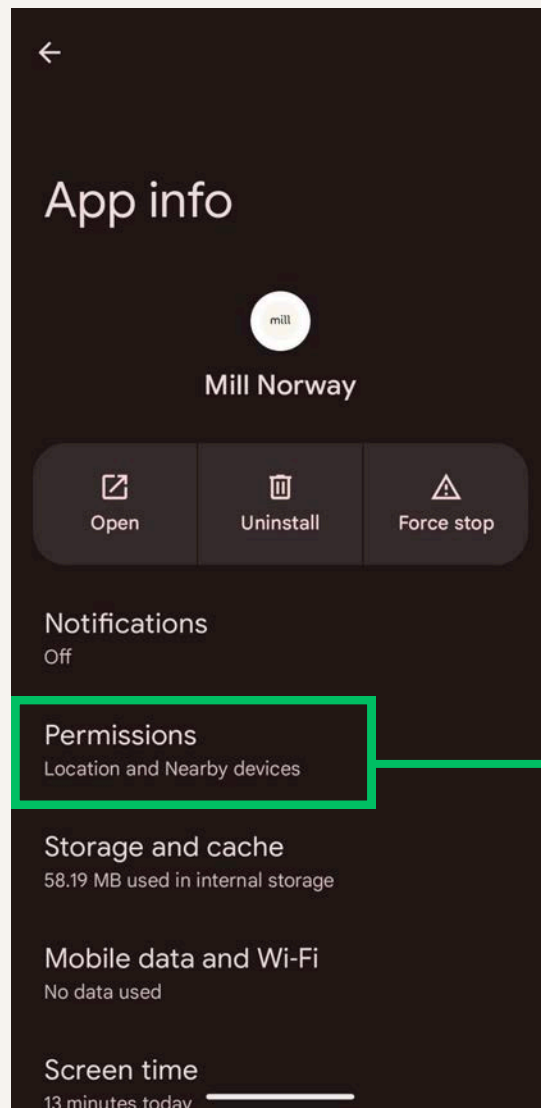 App info
mill
Mill Norway
Open
Uninstall
Force stop
Notifications
Off
Permissions
Location and Nearby devices
Storage and cache
58.19 MB used in internal storage
Mobile data and Wi-Fi
No data used
Screen time
13 minutes today